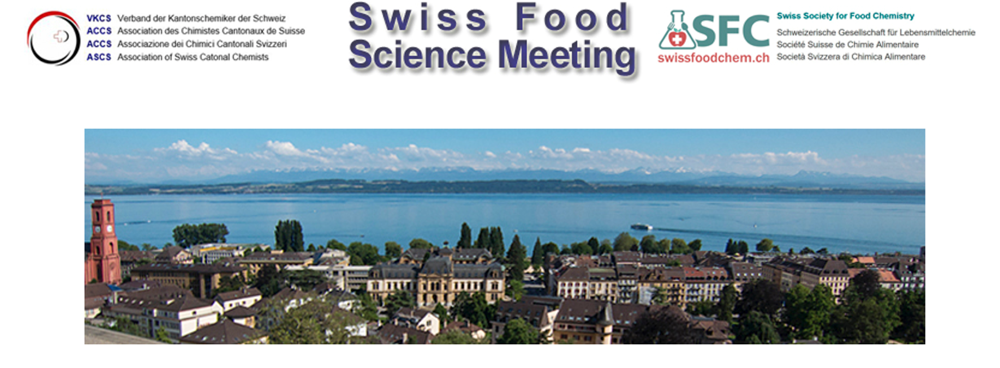 VKCS Verband der Kantonschemiker der Schweiz
ACCS Association des Chimistes Cantonaux de Suisse
ACCS Associazione dei Chimici Cantonali Svizzeri
ASCS Association of Swiss Catonal Chemists
Swiss Food
Science Meeting
SFC
swissfoodchem.ch
Swiss Society for Food Chemistry
Schweizerische Gesellschaft für Lebensmittelchemie
Société Suisse de Chimie Alimentaire
Società Svizzera di Chimica Alimentare